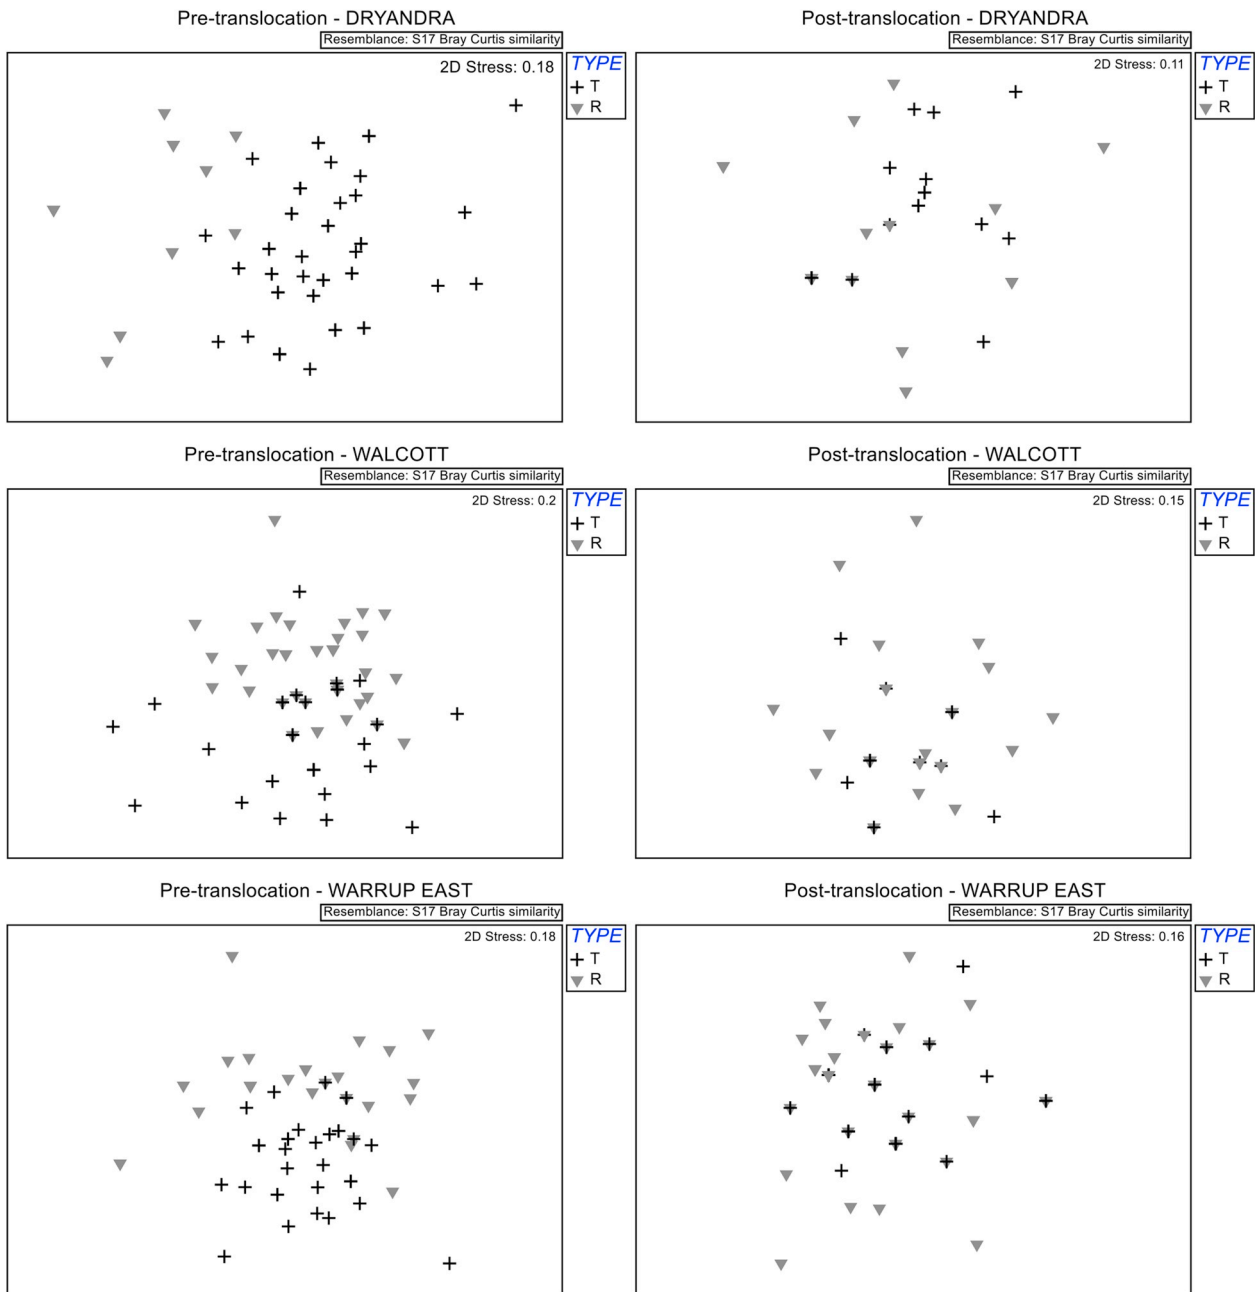 Pre-translocation - DRYANDRA
Resemblance: S17 Bray Curtis similarity
2D Stress: 0.18
TYPE
T
R
Post-translocation - DRYANDRA
Resemblance: S17 Bray Curtis similarity
2D Stress: 0.11
TYPE
T
R
Pre-translocation - WALCOTT
Resemblance: S17 Bray Curtis similarity
2D Stress: 0.2
TYPE
T
R
Post-translocation - WALCOTT
Resemblance: S17 Bray Curtis similarity
2D Stress: 0.15
TYPE
T
R
Pre-translocation - WARRUP EAST
Resemblance: S17 Bray Curtis similarity
2D Stress: 0.18
TYPE
T
R
Post-translocation - WARRUP EAST
Resemblance: S17 Bray Curtis similarity
2D Stress: 0.16
TYPE
T
R